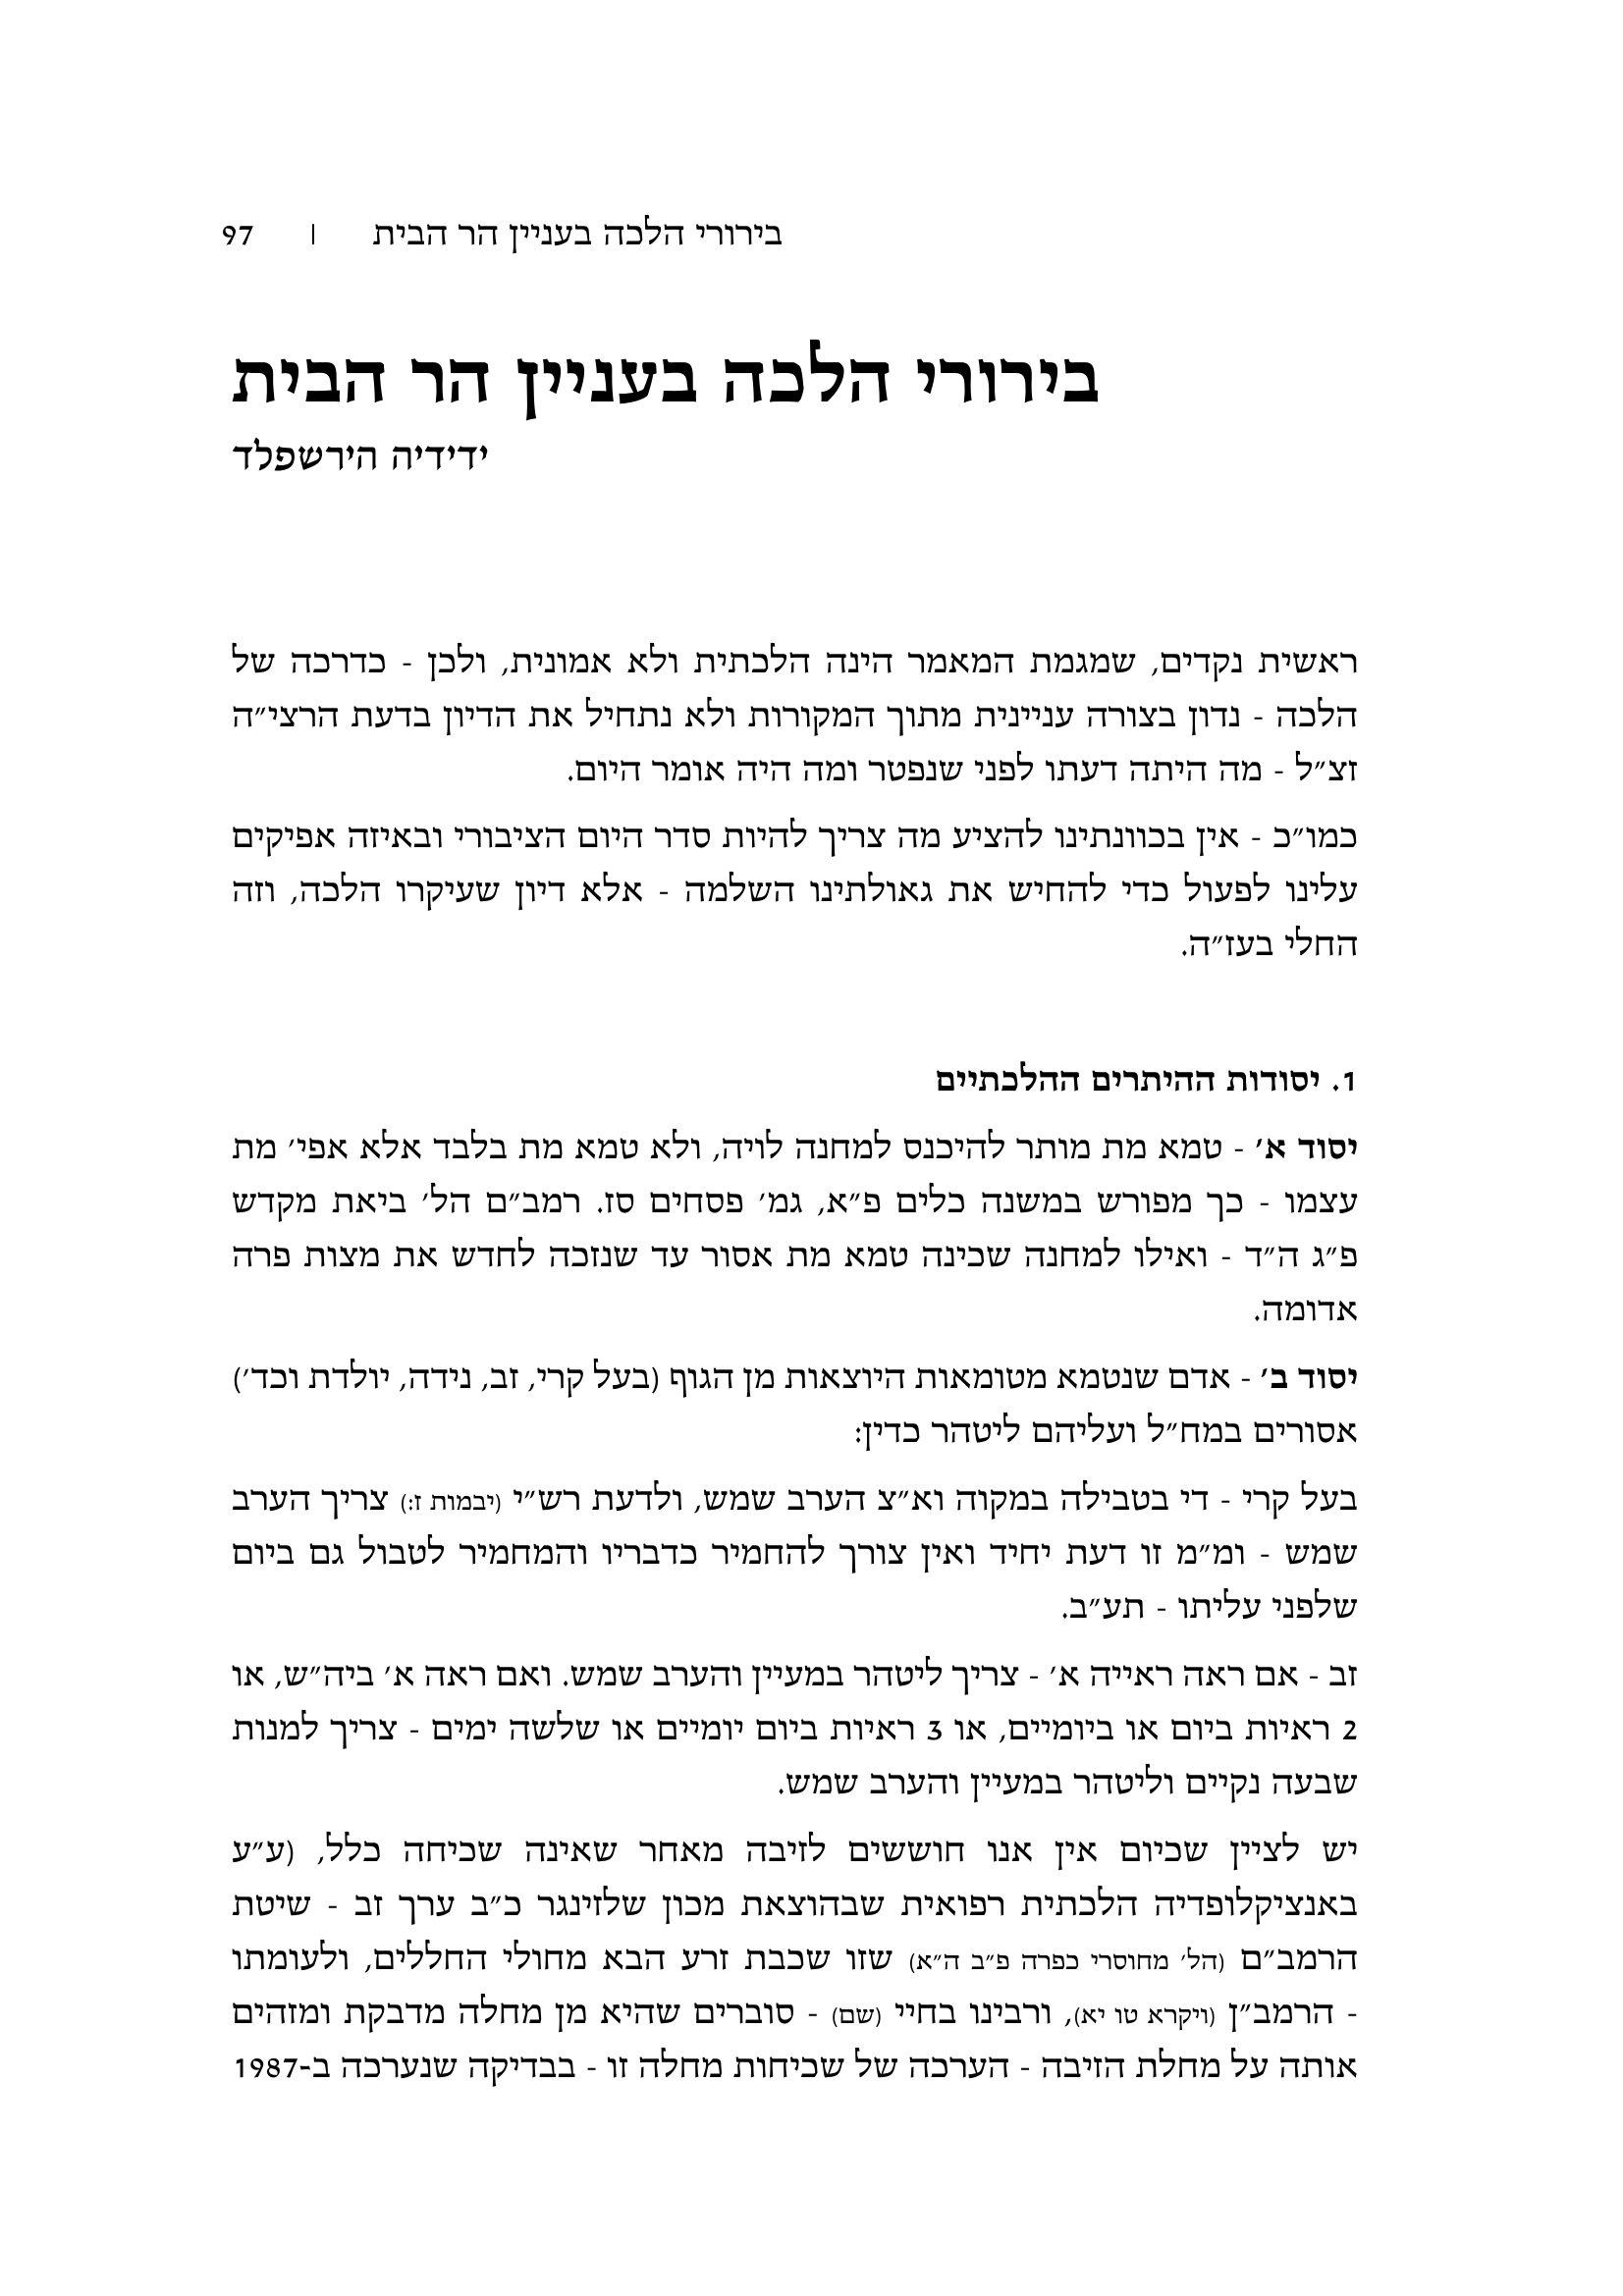 בירורי הלכה בעניין הר הבית | 97
בירורי הלכה בעניין הר הבית
ידידיה הירשפלד
ראשית נקדים, שמגמת המאמר הינה הלכתית ולא אמונית, ולכן - כדרכה של
הלכה - נדון בצורה עניינית מתוך המקורות ולא נתחיל את הדיון בדעת הרצי״ה
זצ״ל - מה היתה דעתו לפני שנפטר ומה היה אומר היום.
כמו״כ - אין בכוונתינו להציע מה צריך להיות סדר היום הציבורי ובאיזה אפיקים
עלינו לפעול כדי להחיש את גאולתינו השלמה - אלא דיון שעיקרו הלכה, וזה
החלי בעז״ה.
1. יסודות ההיתרים ההלכתיים
יסוד א׳ - טמא מת מותר להיכנס למחנה לויה, ולא טמא מת בלבד אלא אפי׳ מת
עצמו - כך מפורש במשנה כלים פ״א, גמ׳ פסחים סז. רמב״ם הל׳ ביאת מקדש
פ״ג ה״ד - ואילו למחנה שכינה טמא מת אסור עד שנזכה לחדש את מצות פרה
אדומה.
יסוד ב׳ - אדם שנטמא מטומאות היוצאות מן הגוף (בעל קרי, זב, נידה, יולדת וכד׳)
אסורים במח״ל ועליהם ליטהר כדין:
בעל קרי - די בטבילה במקוה וא״צ הערב שמש, ולדעת רש״י (יבמות ז:) צריך הערב
שמש - ומ״מ זו דעת יחיד ואין צורך להחמיר כדבריו והמחמיר לטבול גם ביום
שלפני עליתו - תע״ב.
זב - אם ראה ראייה א׳ - צריך ליטהר במעיין והערב שמש. ואם ראה א׳ ביה״ש, או
2 ראיות ביום או ביומיים, או 3 ראיות ביום יומיים או שלשה ימים - צריך למנות
שבעה נקיים וליטהר במעיין והערב שמש.
יש לציין שכיום אין אנו חוששים לזיבה מאחר שאינה שכיחה כלל, (ע״ע
באנציקלופדיה הלכתית רפואית שבהוצאת מכון שלזינגר כ״ב ערך זב - שיטת
הרמב״ם (הל׳ מחוסרי כפרה פ״ב ה״א) שזו שכבת זרע הבא מחולי החללים, ולעומתו
- הרמב״ן (ויקרא טו יא), ורבינו בחיי (שם) - סוברים שהיא מן מחלה מדבקת ומזהים
אותה על מחלת הזיבה - הערכה של שכיחות מחלה זו - בבדיקה שנערכה ב-1987